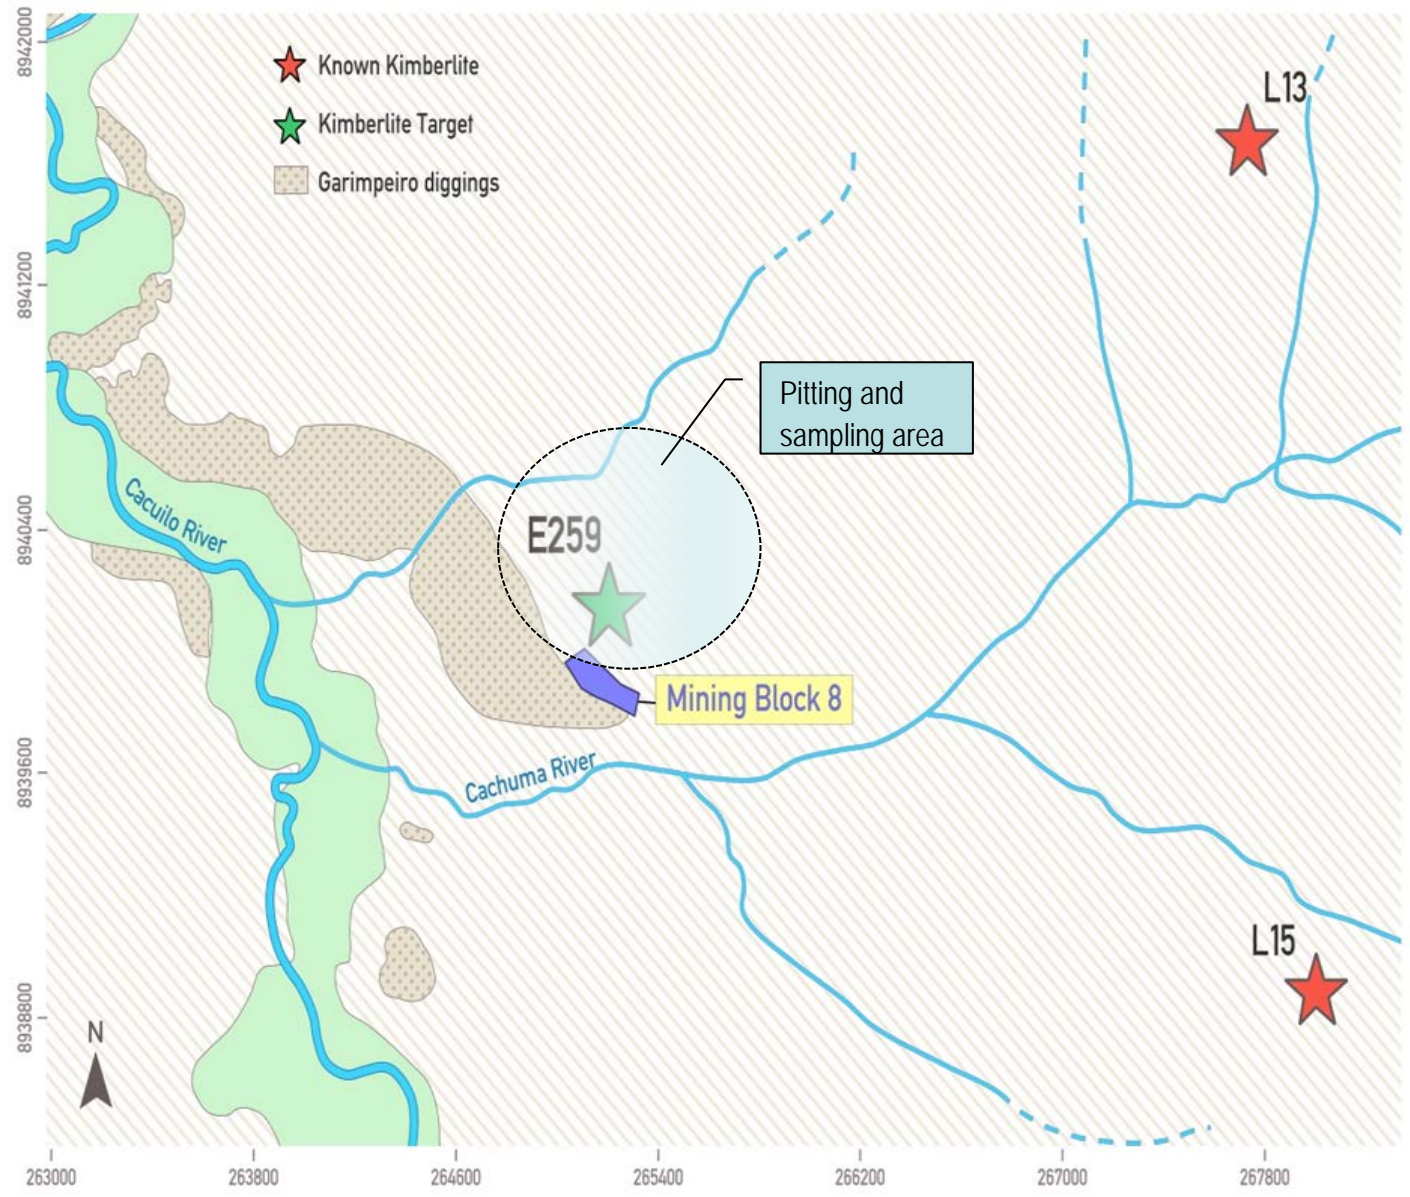 8942000
Known Kimberlite
L13
Kimberlite Target
Garimpeiro diggings
8941200
Pitting and
sampling area
Cacuilo River
E259
8940400
Mining Block 8
Cachuma River
8939600
L15
8938800
N
263000 263800 264600 265400 266200 267000 267800